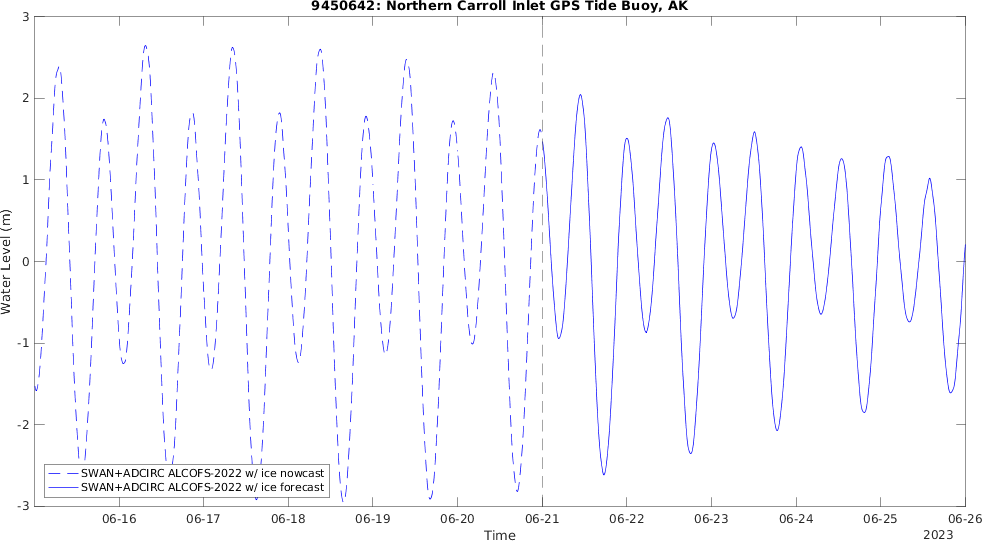 9450642: Northern Carroll Inlet GPS Tide Buoy, AK
3
2
1
0
-1
-2
-3
Water Level (m)
SWAN+ADCIRC ALCOFS-2022 w/ ice nowcast
SWAN+ADCIRC ALCOFS-2022 w/ ice forecast
06-16 06-17 06-18 06-19 06-20 06-21 06-22 06-23 06-24 06-25 06-26
Time
2023